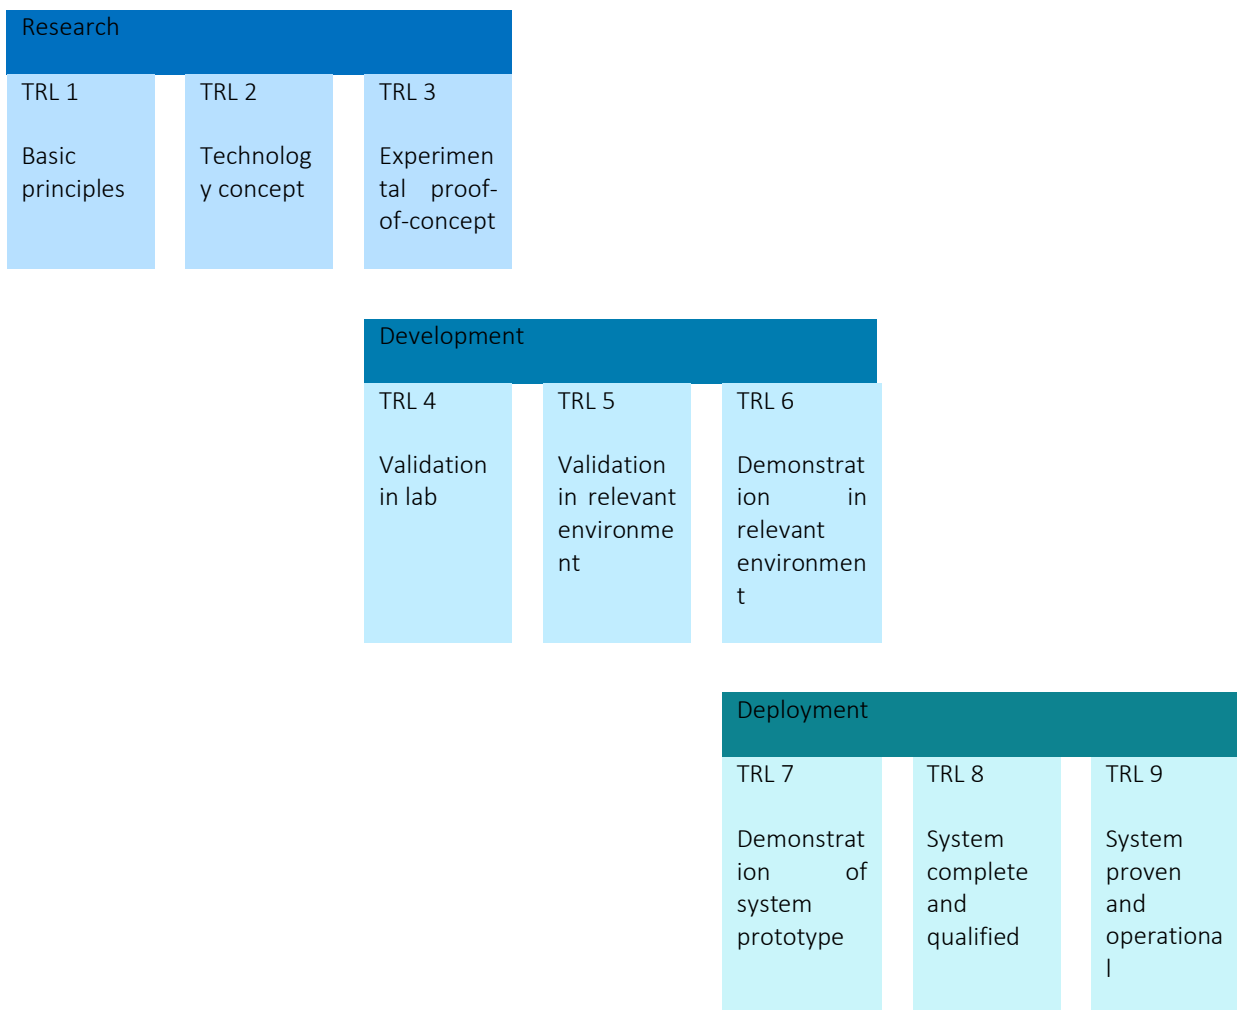 Research
TRL 1
Basic
principles
TRL 2
Technolog
y concept
TRL 3
Experimen
tal proof-
of-concept
Development
TRL 4
Validation
in lab
TRL 5
Validation
in relevant
environme
nt
TRL 6
Demonstrat
ion in
relevant
environmen
t
Deployment
TRL 7
Demonstrat
ion of
system
prototype
TRL 8
System
complete
and
qualified
TRL 9
System
proven
and
operationa
l